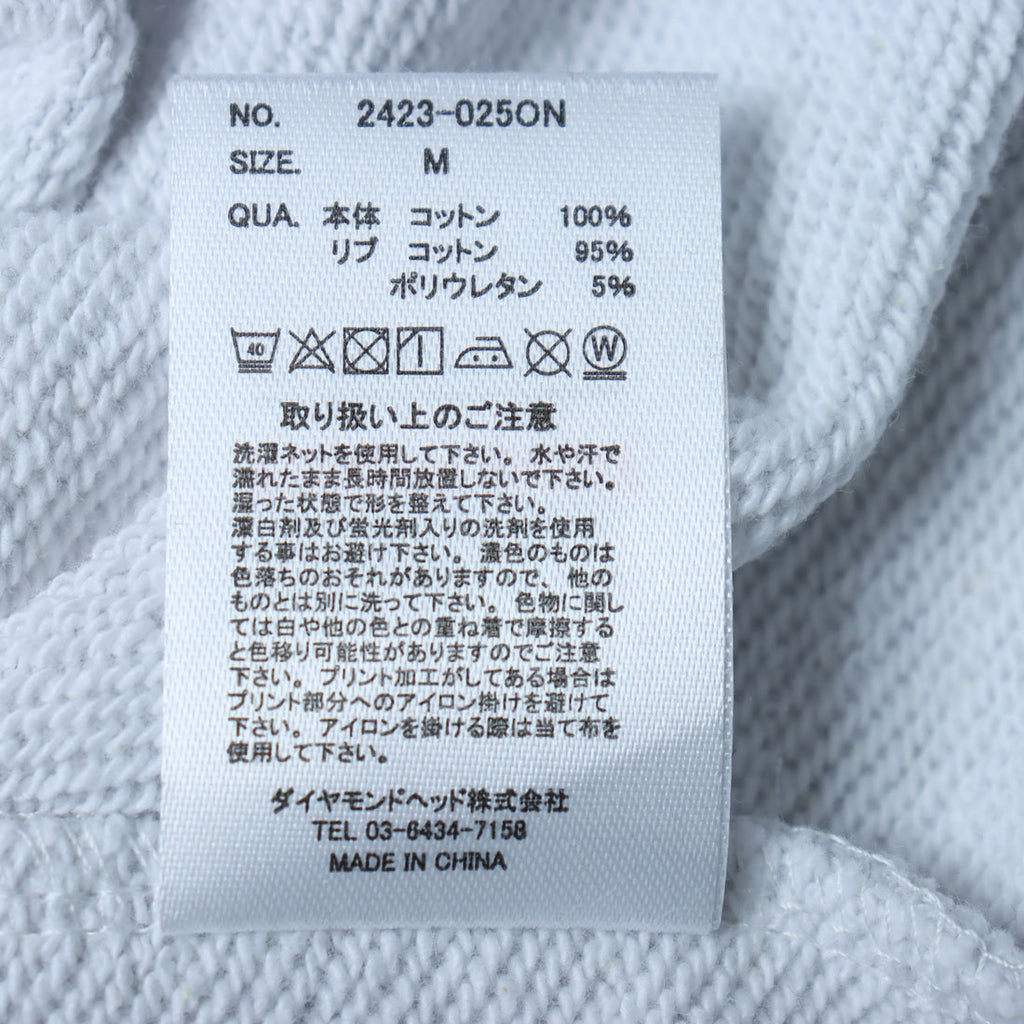 NO. 2423-025ON
SIZE. M
QUA. 本体 コットン 100%
リブ コットン 95%
ポリウレタン 5%
40
W
取り扱い上のご注意
洗濯ネットを使用して下さい。水や汗で
濡れたまま長時間放置しないで下さい。
湿った状態で形を整えて下さい。
漂白剤及び蛍光剤入りの洗剤を使用
する事はお避け下さい。濃色のものは
色落ちのおそれがありますので、他の
ものとは別に洗って下さい。色物に関し
ては白や他の色との重ね着で摩擦する
と色移り可能性がありますのでご注意
下さい。プリント加工がしてある場合は
プリント部分へのアイロン掛けを避けて
下さい。アイロンを掛ける際は当て布を
使用して下さい。
ダイヤモンドヘッド株式会社
TEL 03-6434-7158
MADE IN CHINA